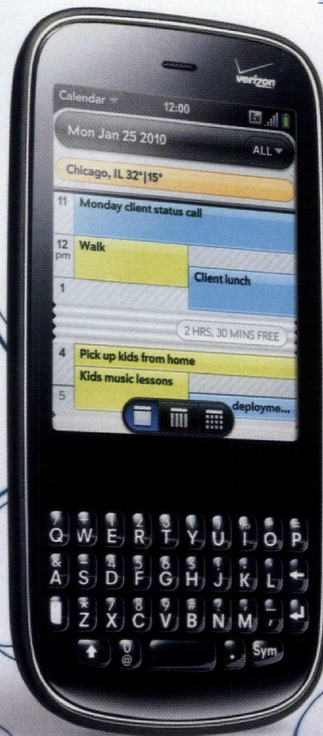 verizon
Calendar 12:00 Ev
Mon Jan 25 2010 ALL
Chicago, IL 32°|15°
11 Monday client status call
12 pm Walk
1 Client lunch
2 HRS, 30 MINS FREE
4 Pick up kids from home
Kids music lessons
5 deployme...
Q W E R T Y U I O P
A S D F G H J K L
Z X C V B N M ,
0 @ . Sym